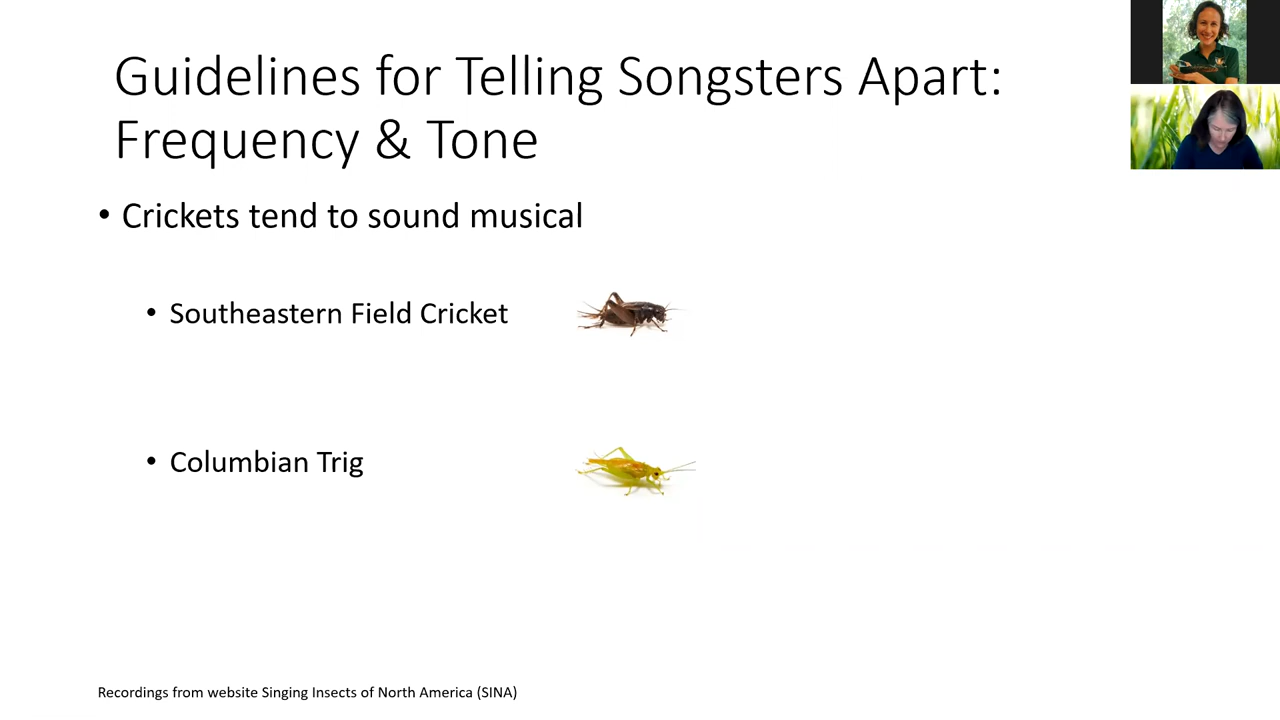 Guidelines for Telling Songsters Apart:
Frequency & Tone
• Crickets tend to sound musical
• Southeastern Field Cricket
• Columbian Trig
Recordings from website Singing Insects of North America (SINA)